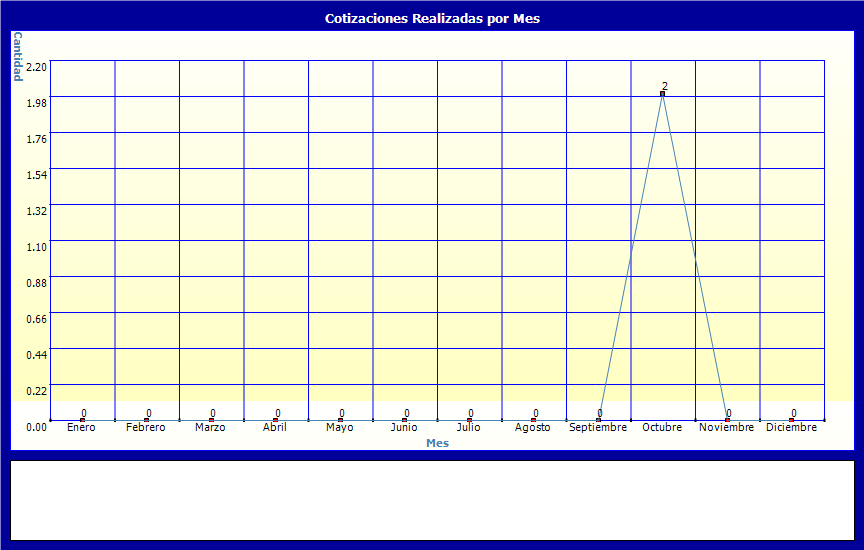 Cotizaciones Realizadas por Mes
Cantidad
2.20
1.98
1.76
1.54
1.32
1.10
0.88
0.66
0.44
0.22
0.00
0 0 0 0 0 0 0 0 0 2 0 0
Enero Febrero Marzo Abril Mayo Junio Julio Agosto Septiembre Octubre Noviembre Diciembre
Mes